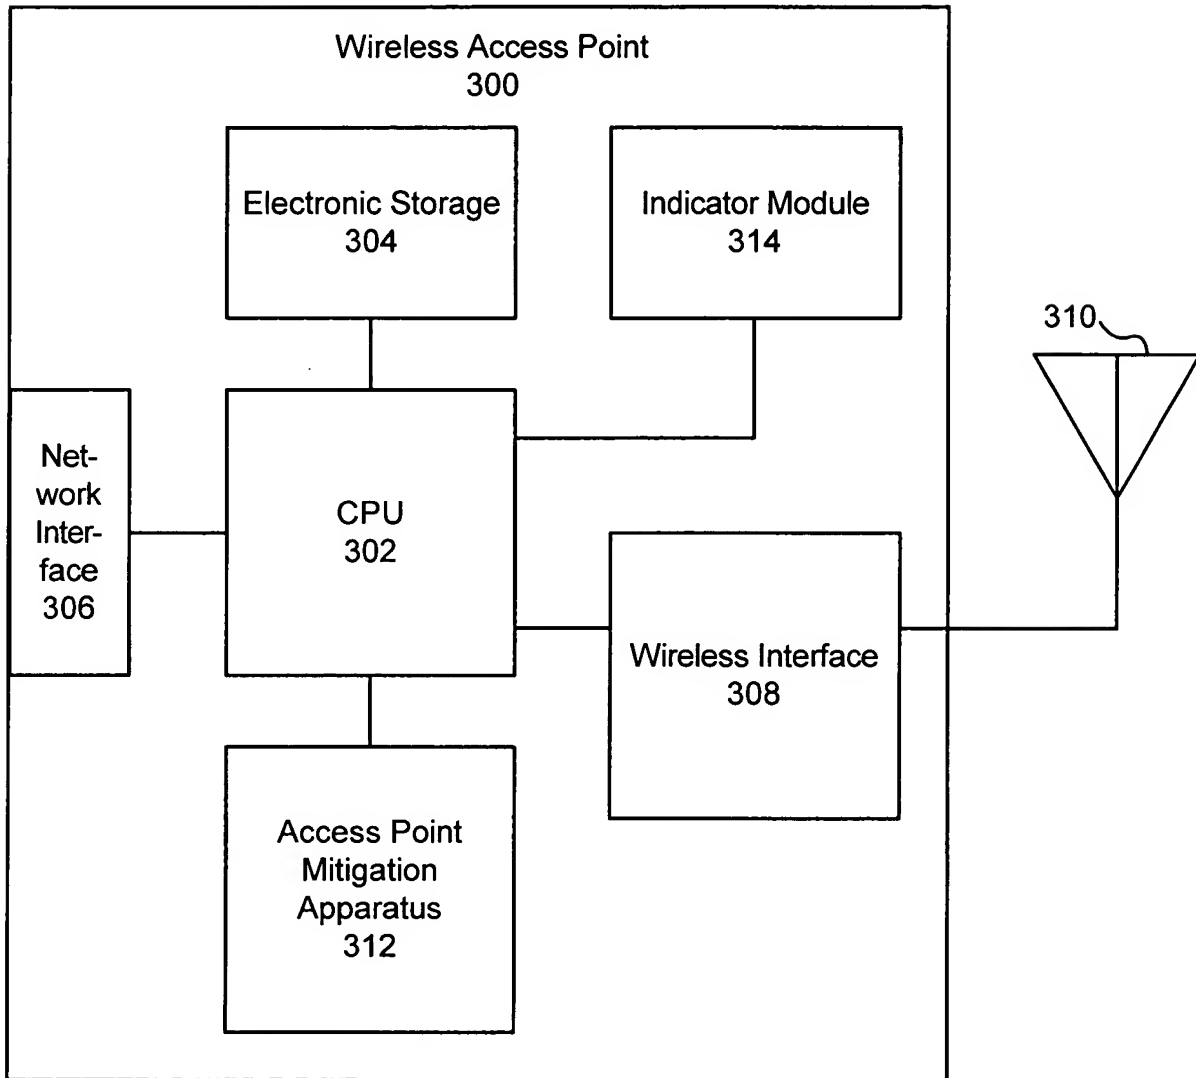 Wireless Access Point
300
Electronic Storage
304
Indicator Module
314
310
Net-
work
Inter-
face
306
CPU
302
Wireless Interface
308
Access Point
Mitigation
Apparatus
312